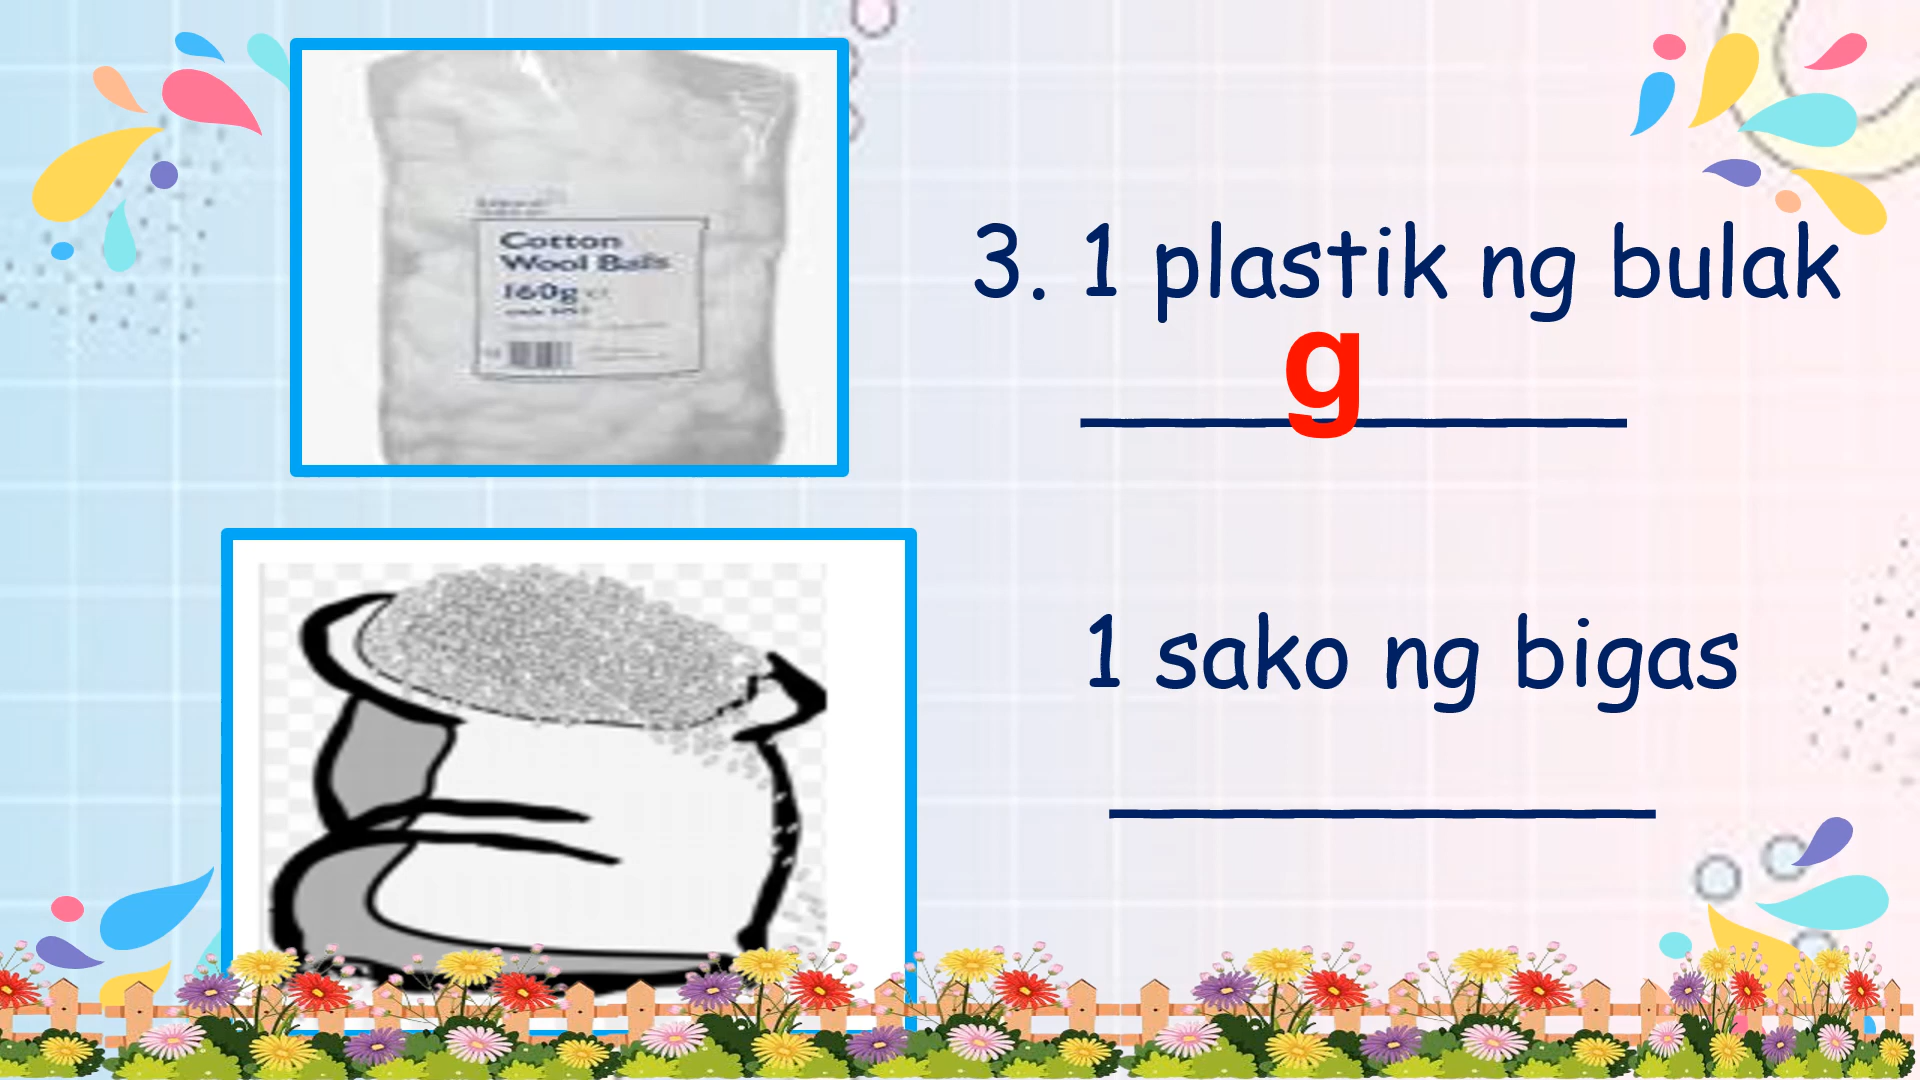 Cotton
Wool Balls
160g
3. 1 plastik ng bulak
g
1 sako ng bigas